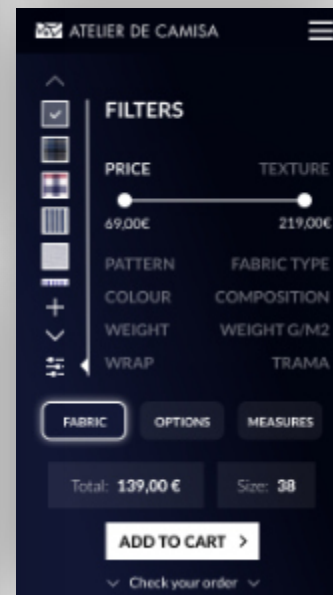 ATELIER DE CAMISA
FILTERS
PRICE TEXTURE
69,00€ 219,00€
PATTERN FABRIC TYPE
COLOUR COMPOSITION
WEIGHT WEIGHT G/M2
WRAP TRAMA
FABRIC OPTIONS MEASURES
Total: 139,00 € Size: 38
ADD TO CART >
Check your order